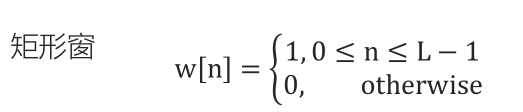 矩形窗
w[n] = {1, 0 ≤ n ≤ L − 1
0, otherwise